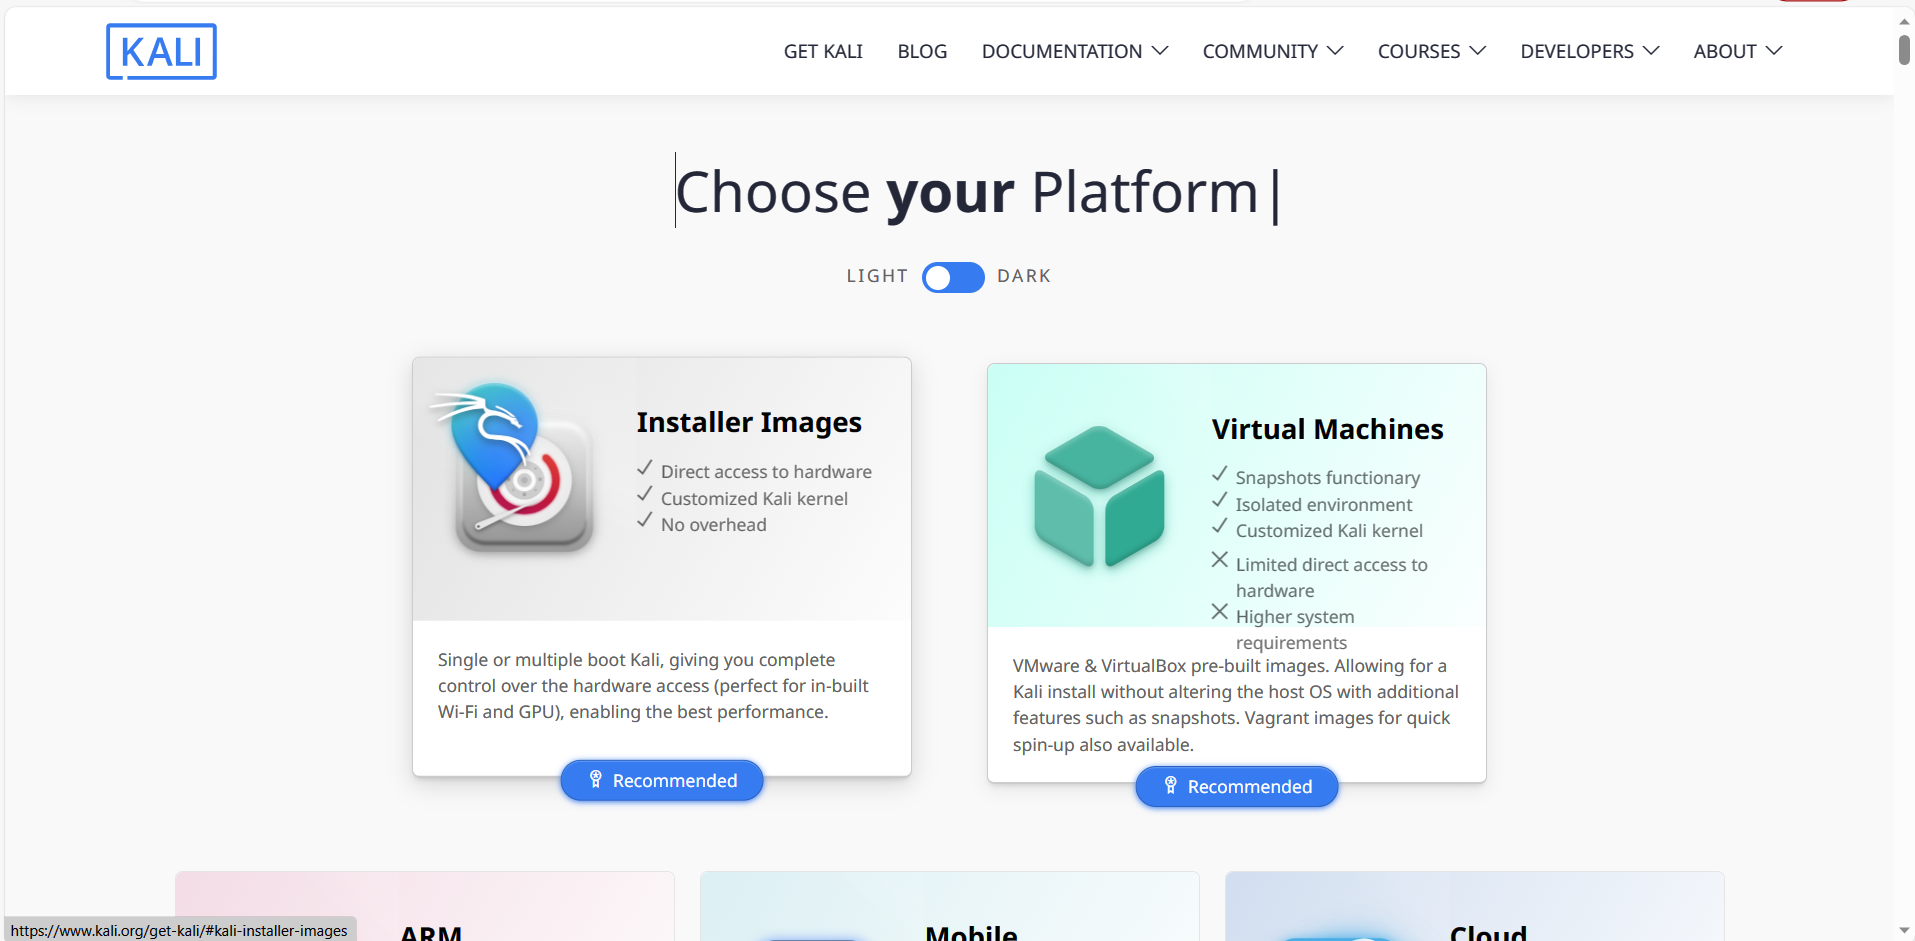 KALI
GET KALI
BLOG
DOCUMENTATION
COMMUNITY
COURSES
DEVELOPERS
ABOUT
Choose your Platform|
LIGHT
DARK
Installer Images
Direct access to hardware
Customized Kali kernel
No overhead
Single or multiple boot Kali, giving you complete
control over the hardware access (perfect for in-built
Wi-Fi and GPU), enabling the best performance.
Recommended
Virtual Machines
Snapshots functionary
Isolated environment
Customized Kali kernel
Limited direct access to
hardware
Higher system
requirements
VMware & VirtualBox pre-built images. Allowing for a
Kali install without altering the host OS with additional
features such as snapshots. Vagrant images for quick
spin-up also available.
Recommended
ARM
Mobile
Cloud
https://www.kali.org/get-kali/#kali-installer-images